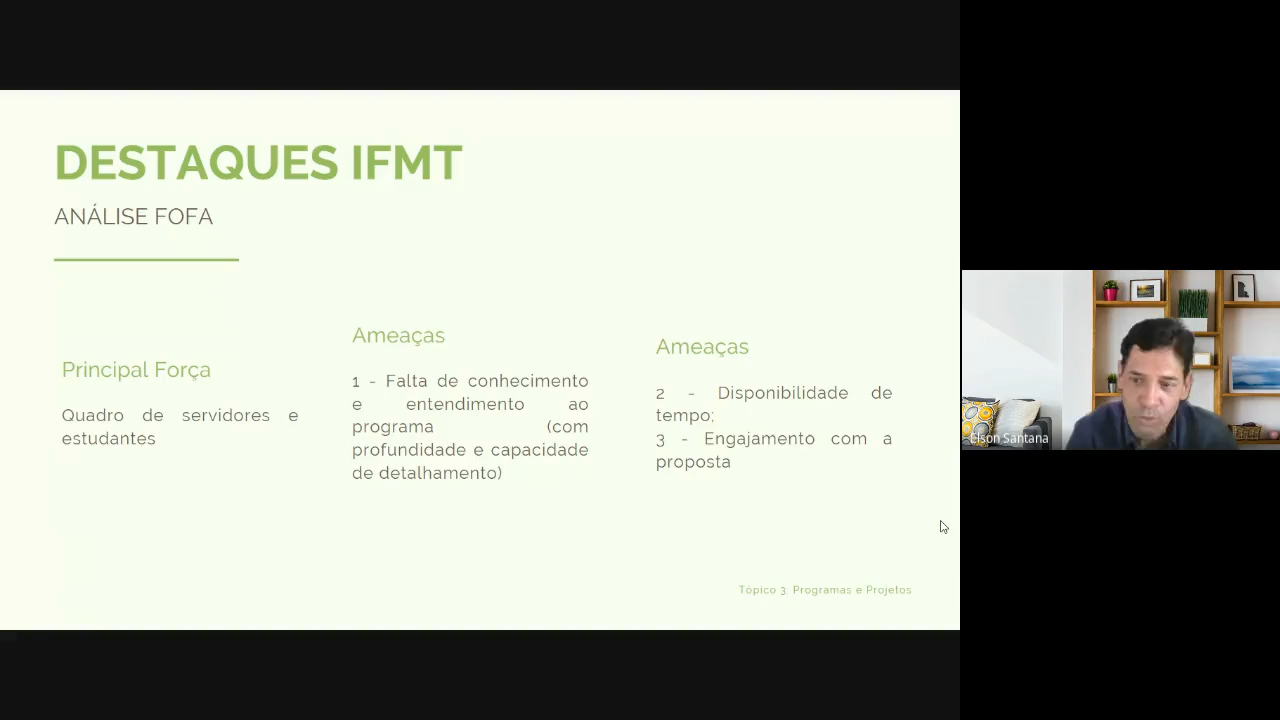 DESTAQUES IFMT
ANÁLISE FOFA
Principal Força
Quadro de servidores e
estudantes
Ameaças
1 - Falta de conhecimento
e entendimento ao
programa (com
profundidade e capacidade
de detalhamento)
Ameaças
2 - Disponibilidade de
tempo;
3 - Engajamento com a
proposta
Tópico 3: Programas e Projetos
Elson Santana